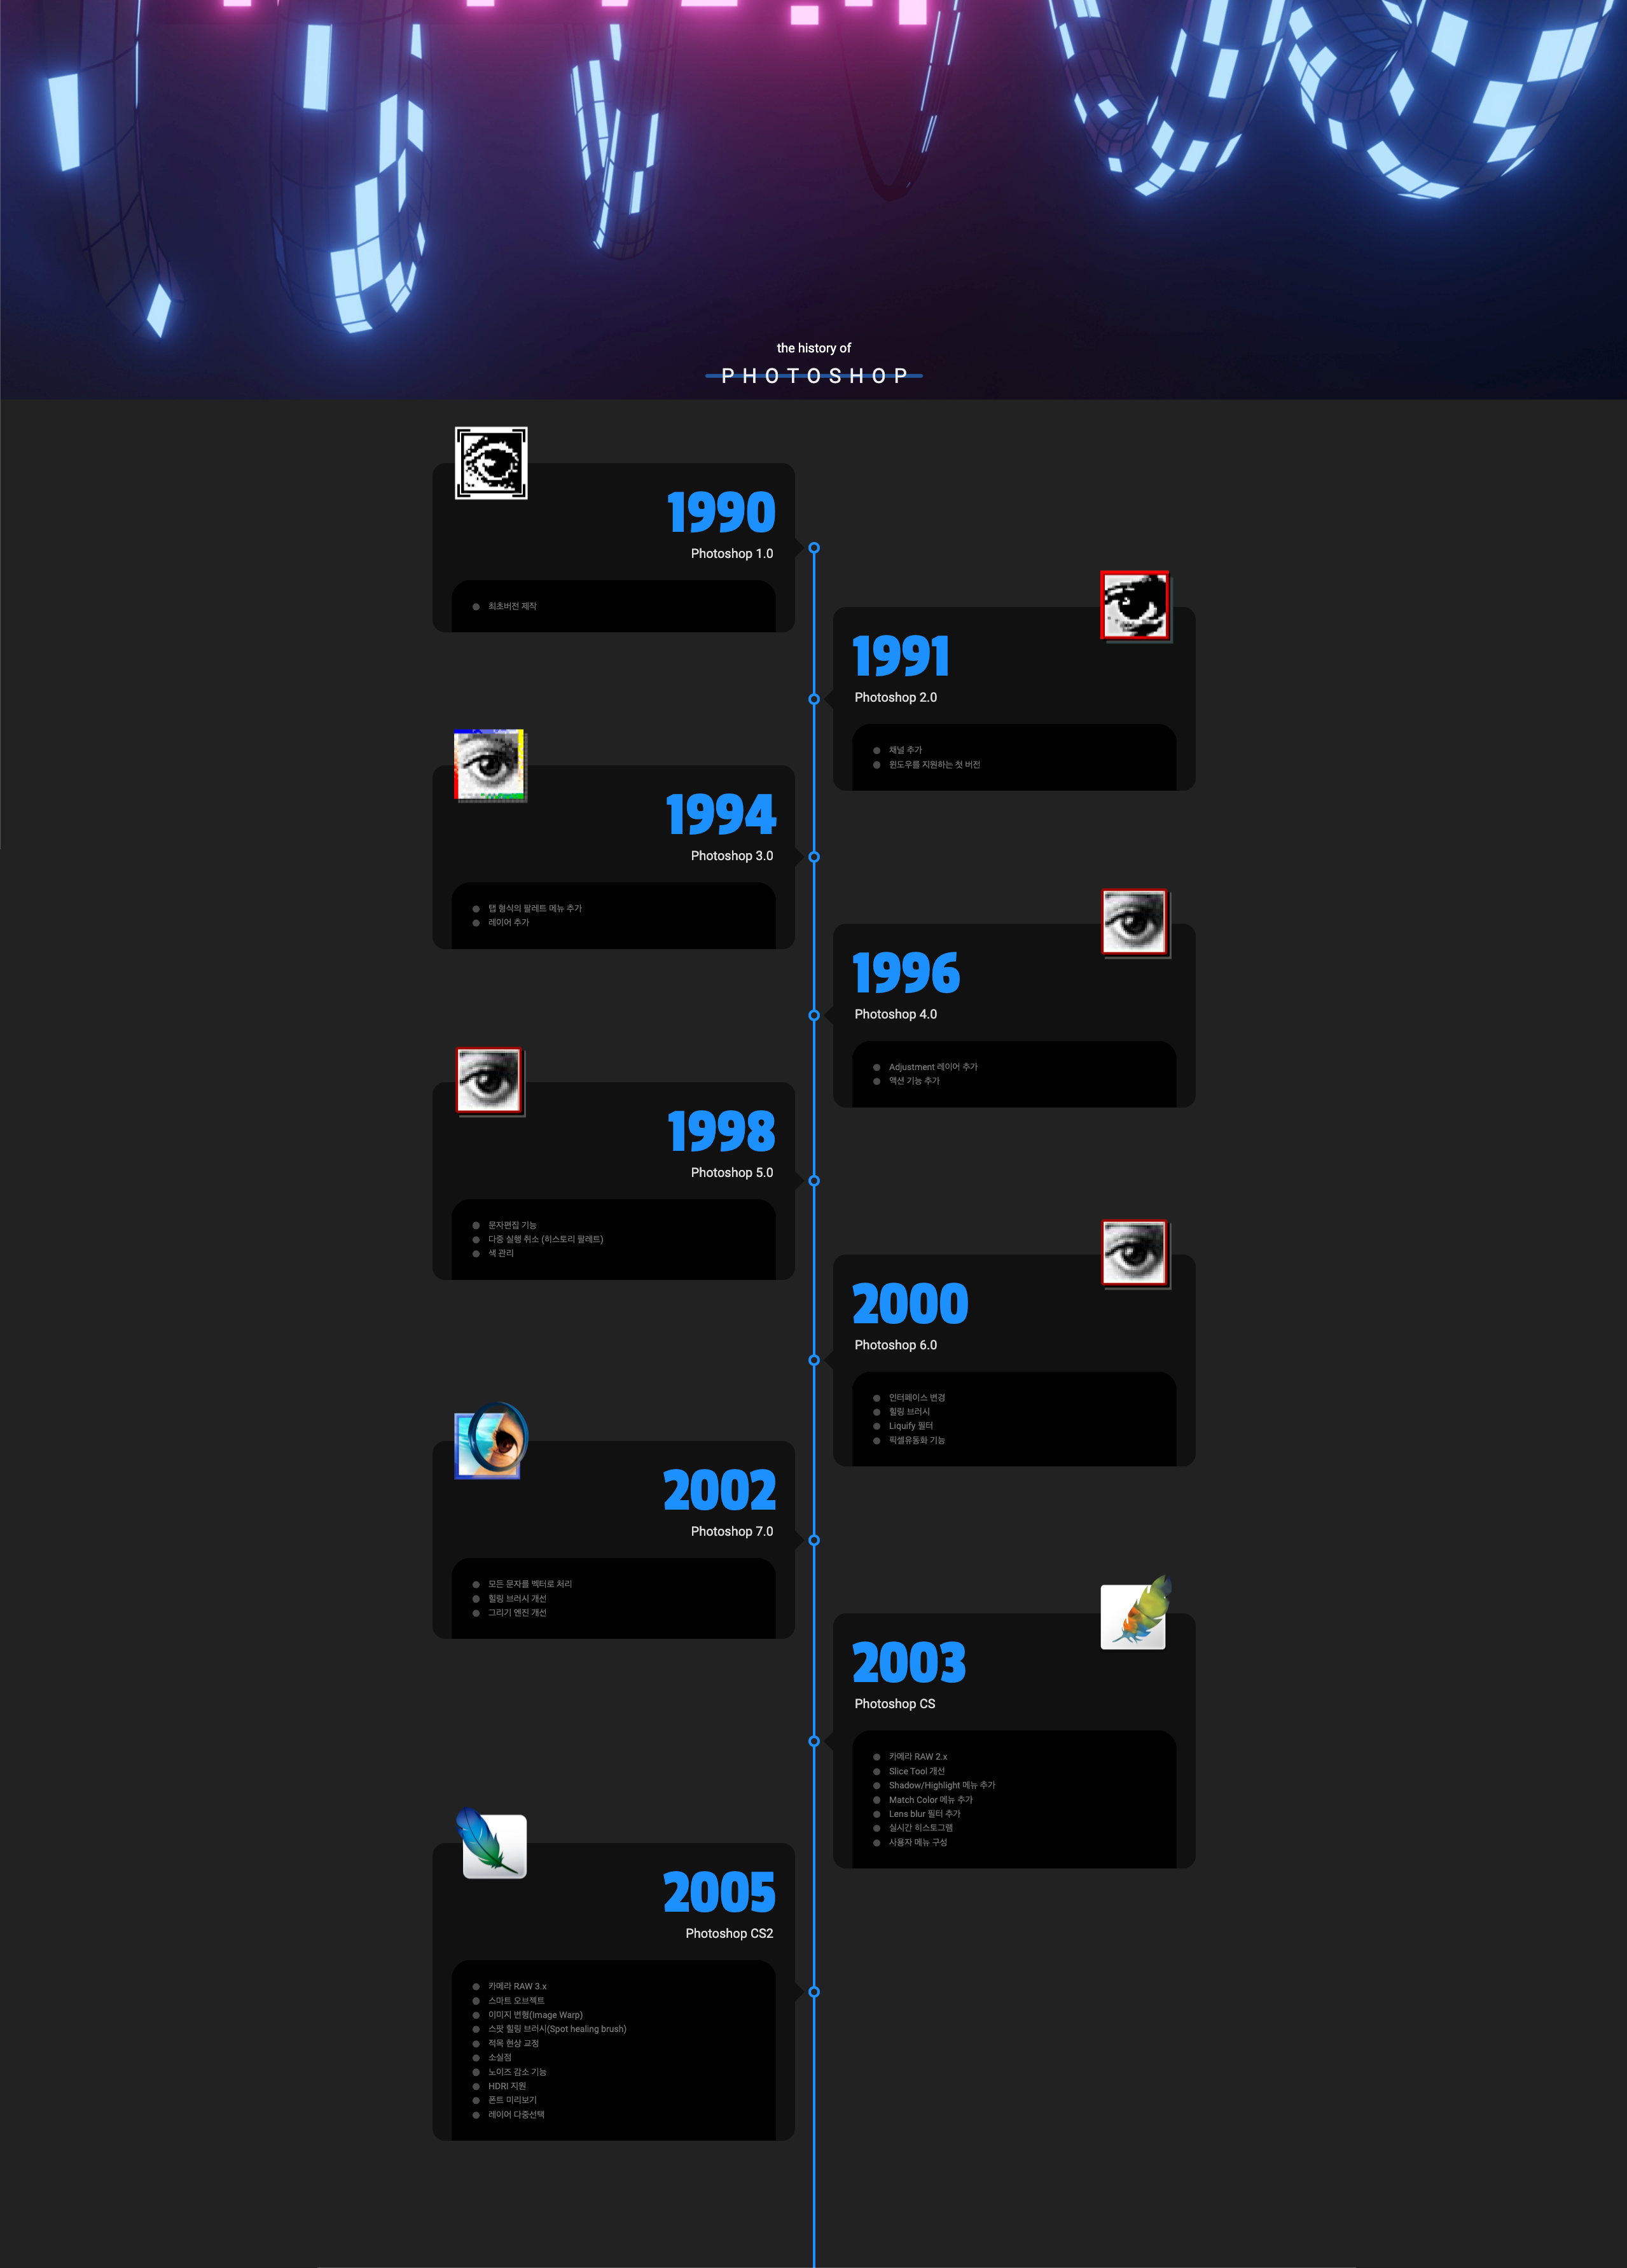 the history of
PHOTOSHOP
1990
Photoshop 1.0
최초버전 제작
1991
Photoshop 2.0
채널 추가
윈도우를 지원하는 첫 버전
1994
Photoshop 3.0
탭 형식의 팔레트 메뉴 추가
레이어 추가
1996
Photoshop 4.0
Adjustment 레이어 추가
액션 기능 추가
1998
Photoshop 5.0
문자편집 기능
다중 실행 취소 (히스토리 팔레트)
색 관리
2000
Photoshop 6.0
인터페이스 변경
힐링 브러시
Liquify 필터
픽셀유동화 기능
2002
Photoshop 7.0
모든 문자를 벡터로 처리
힐링 브러시 개선
그리기 엔진 개선
2003
Photoshop CS
카메라 RAW 2.x
Slice Tool 개선
Shadow/Highlight 메뉴 추가
Match Color 메뉴 추가
Lens blur 필터 추가
실시간 히스토그램
사용자 메뉴 구성
2005
Photoshop CS2
카메라 RAW 3.x
스마트 오브젝트
이미지 변형(Image Warp)
스팟 힐링 브러시(Spot healing brush)
적목 현상 교정
소실점
노이즈 감소 기능
HDRI 지원
폰트 미리보기
레이어 다중선택